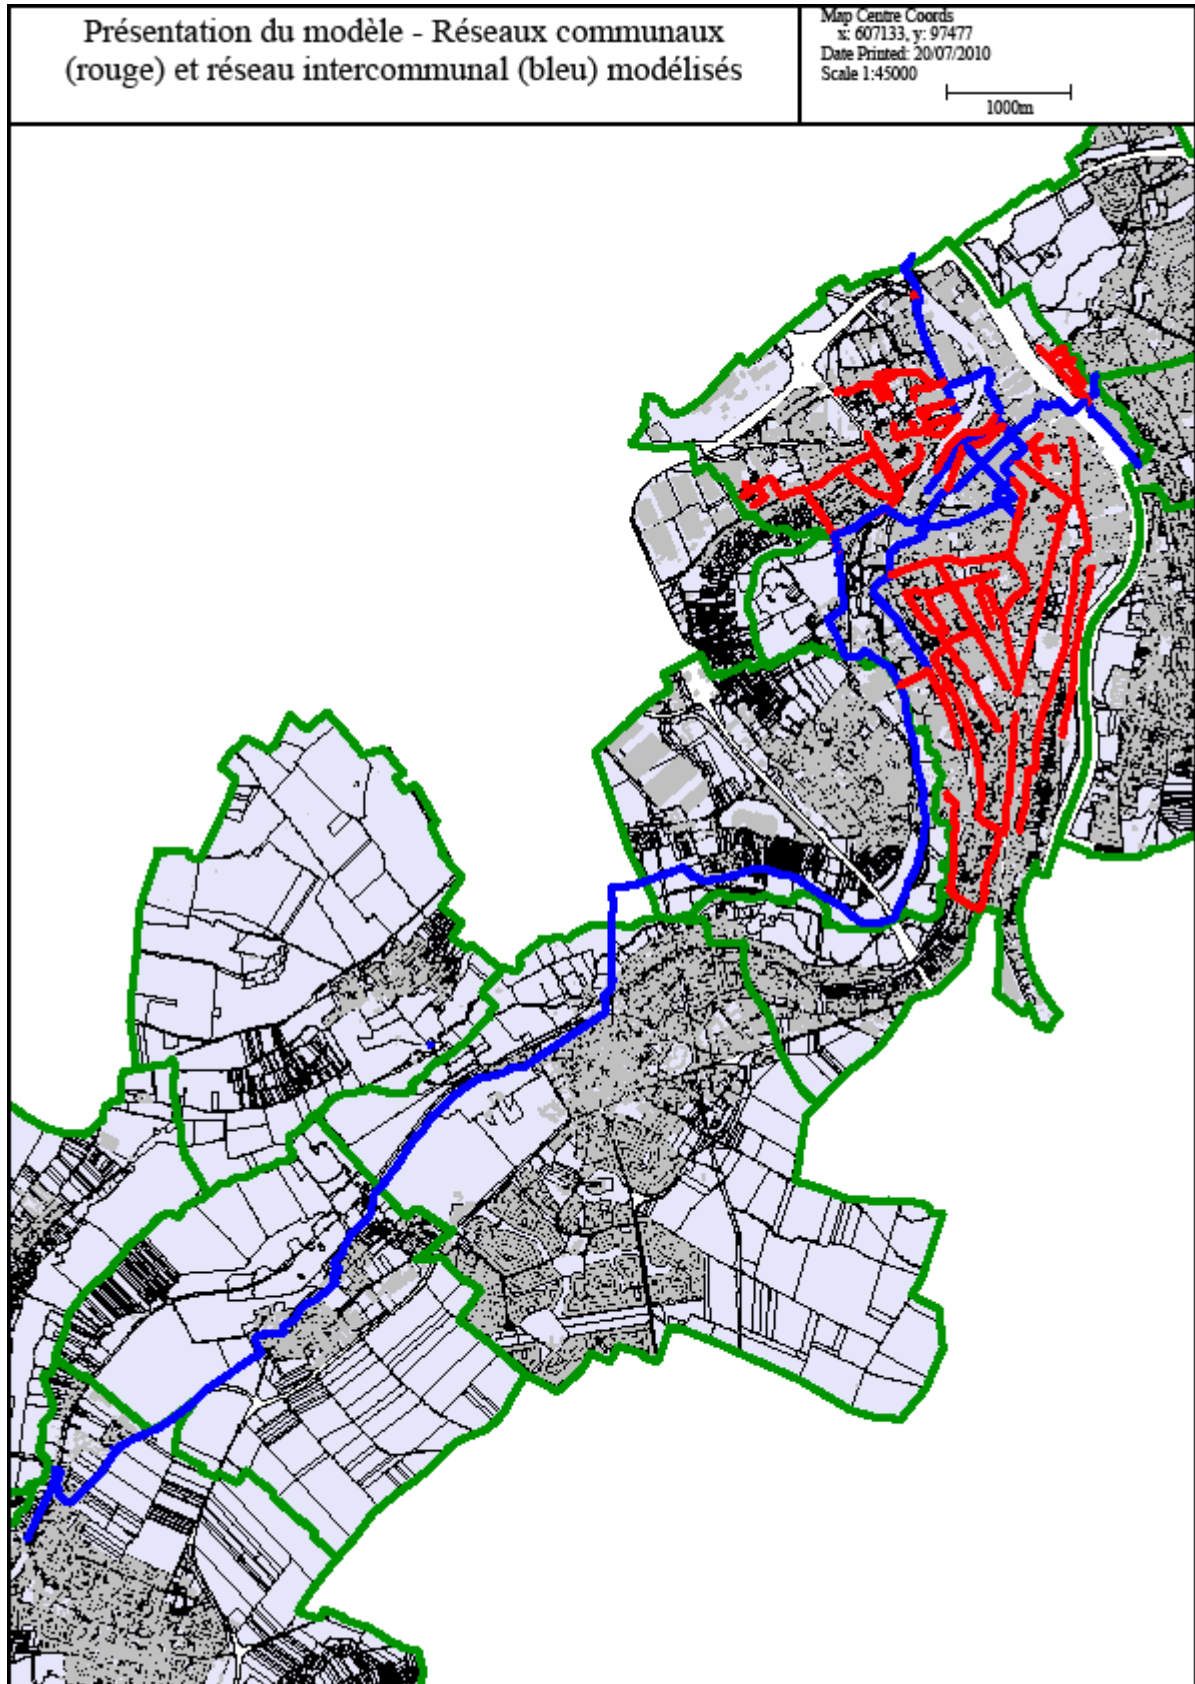 Présentation du modèle - Réseaux communaux
(rouge) et réseau intercommunal (bleu) modélisés
Map Centre Coords
x: 607133, y: 97477
Date Printed: 20/07/2010
Scale 1:45000
1000m